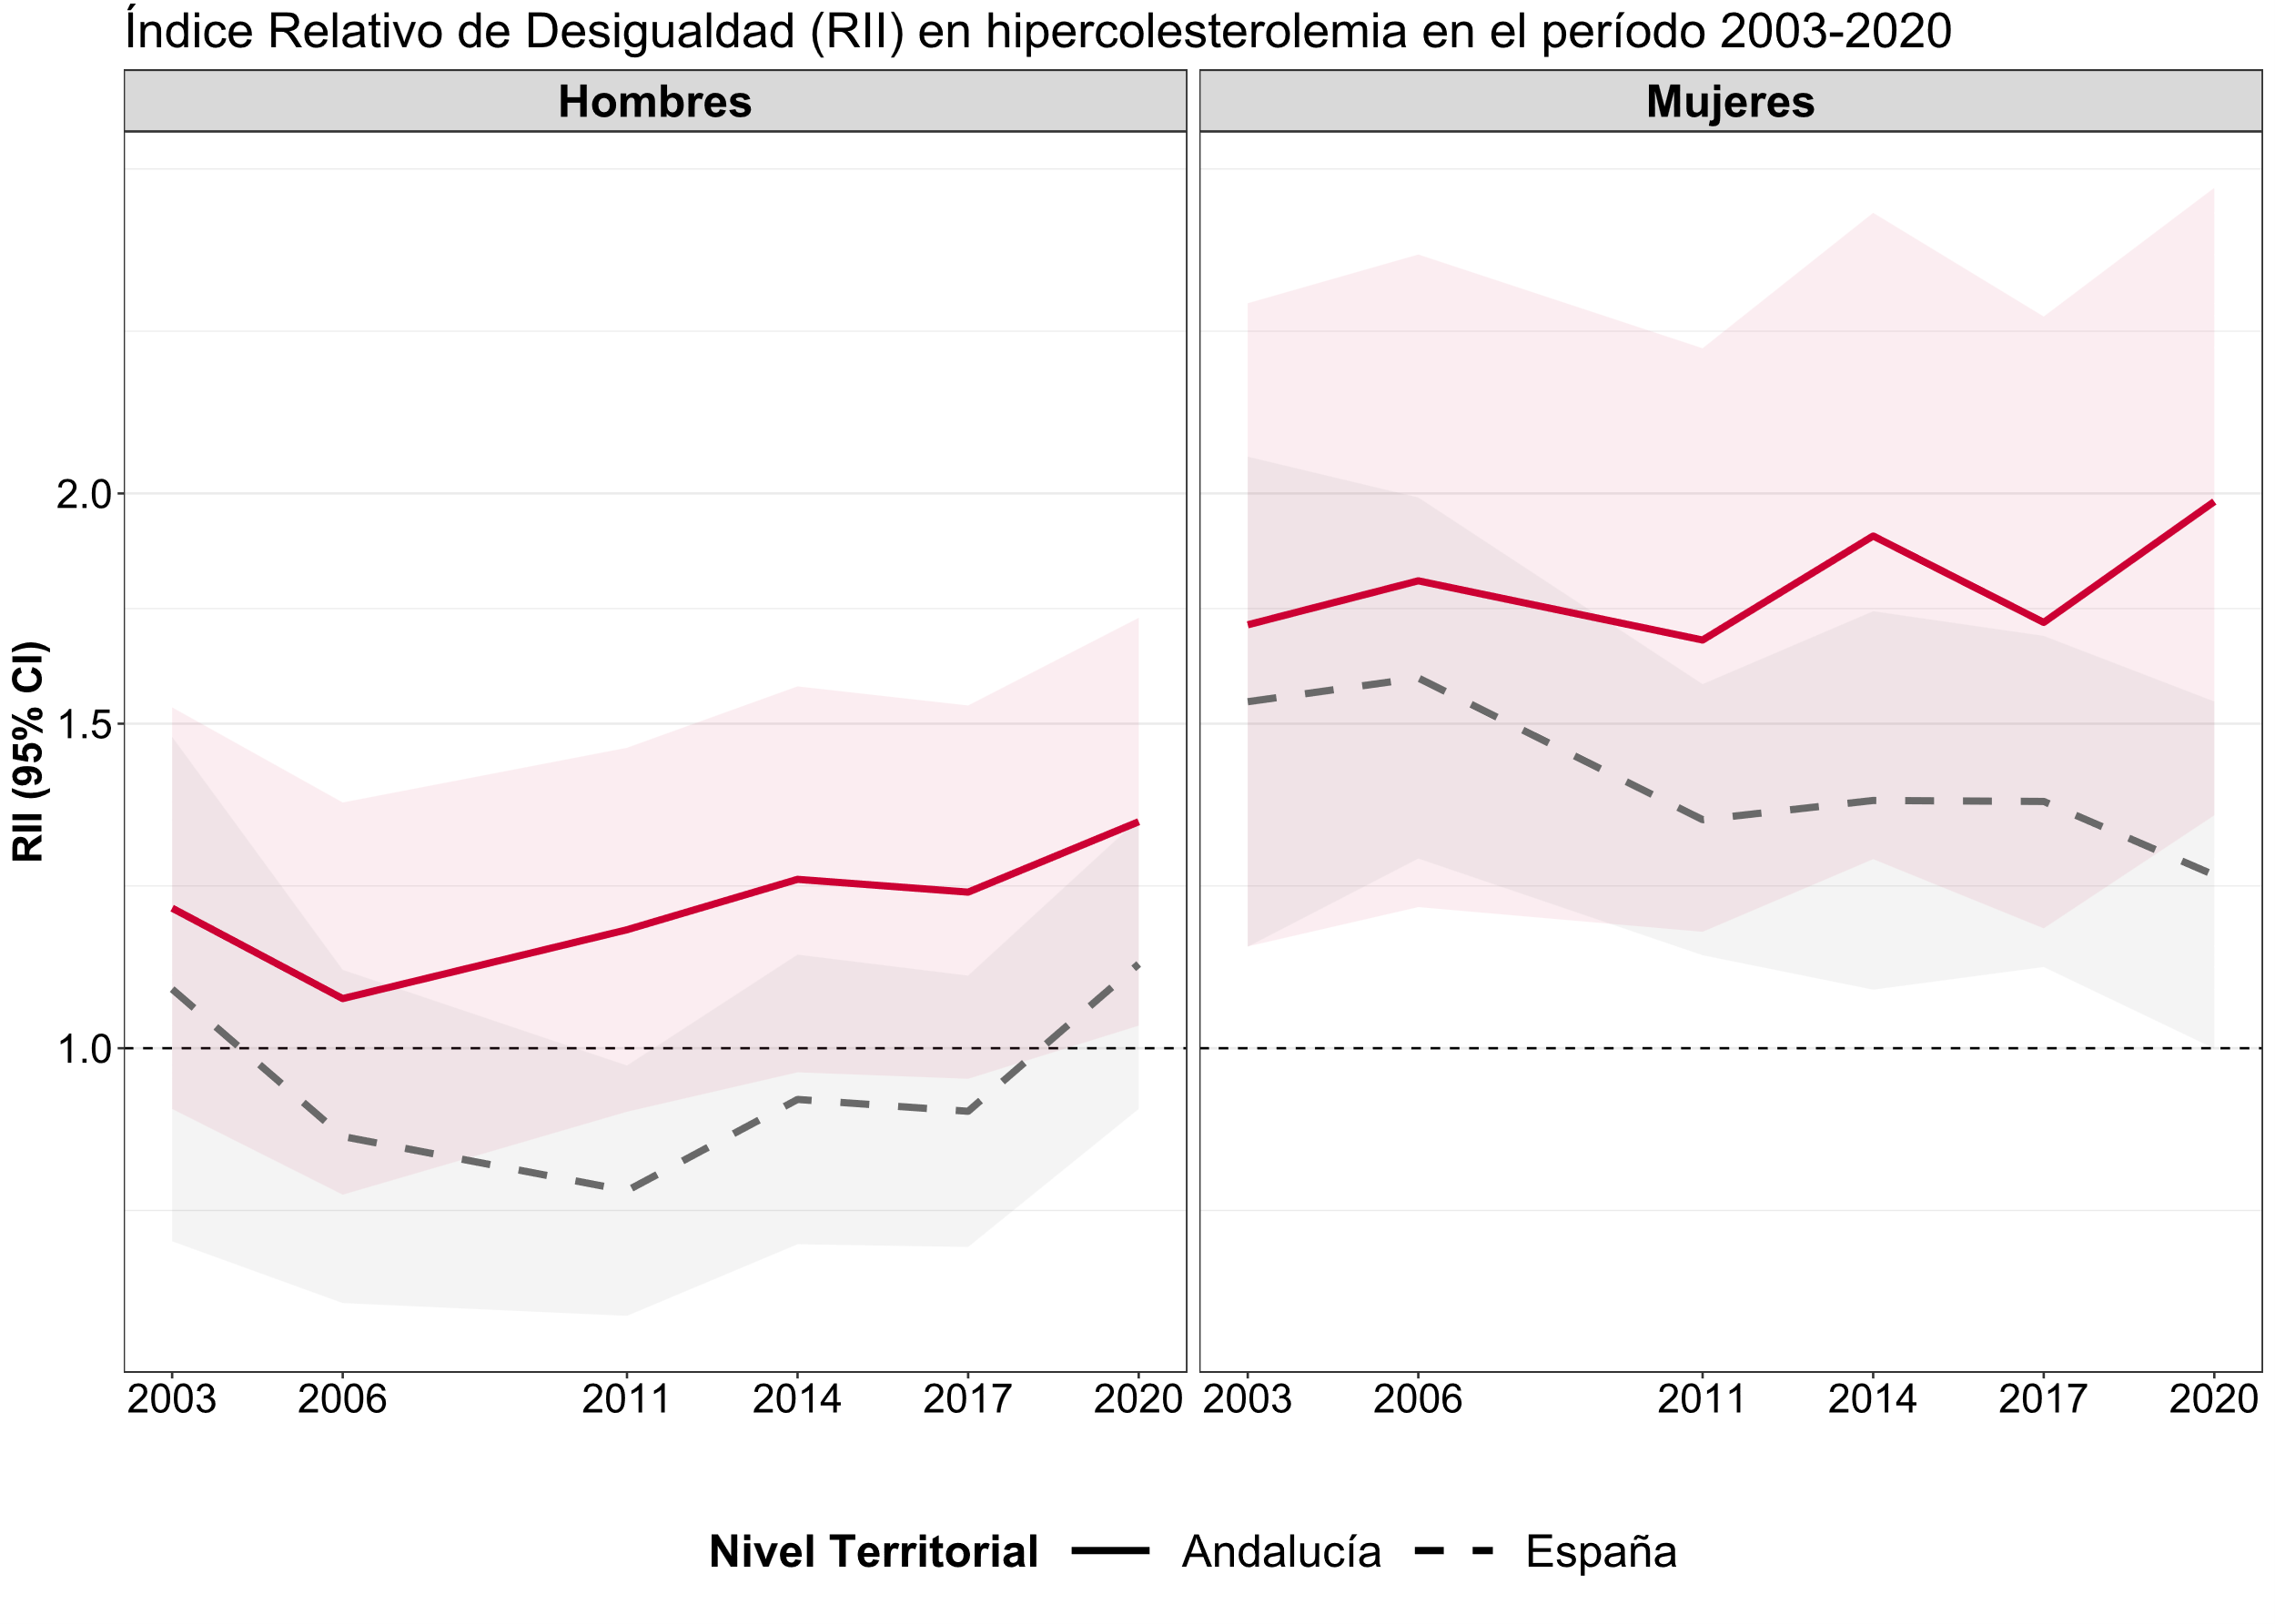 Índice Relativo de Desigualdad (RII) en hipercolesterolemia en el período 2003-2020
Hombres
Mujeres
RII (95% CI)
2.0
1.5
1.0
2003 2006 2011 2014 2017 2020
2003 2006 2011 2014 2017 2020
Nivel Territorial Andalucía España